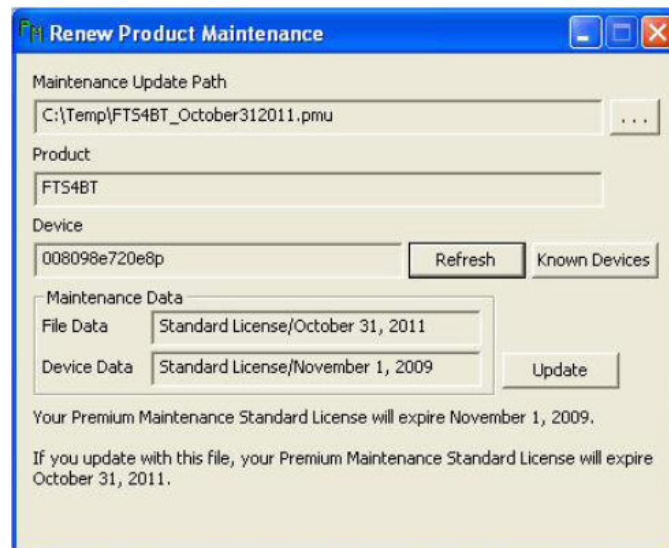 PM Renew Product Maintenance
Maintenance Update Path
C:\Temp\FTS4BT_October312011.pmu ...
Product
FTS4BT
Device
008098e720e8p Refresh Known Devices
Maintenance Data
File Data Standard License/October 31, 2011
Device Data Standard License/November 1, 2009 Update
Your Premium Maintenance Standard License will expire November 1, 2009.
If you update with this file, your Premium Maintenance Standard License will expire
October 31, 2011.